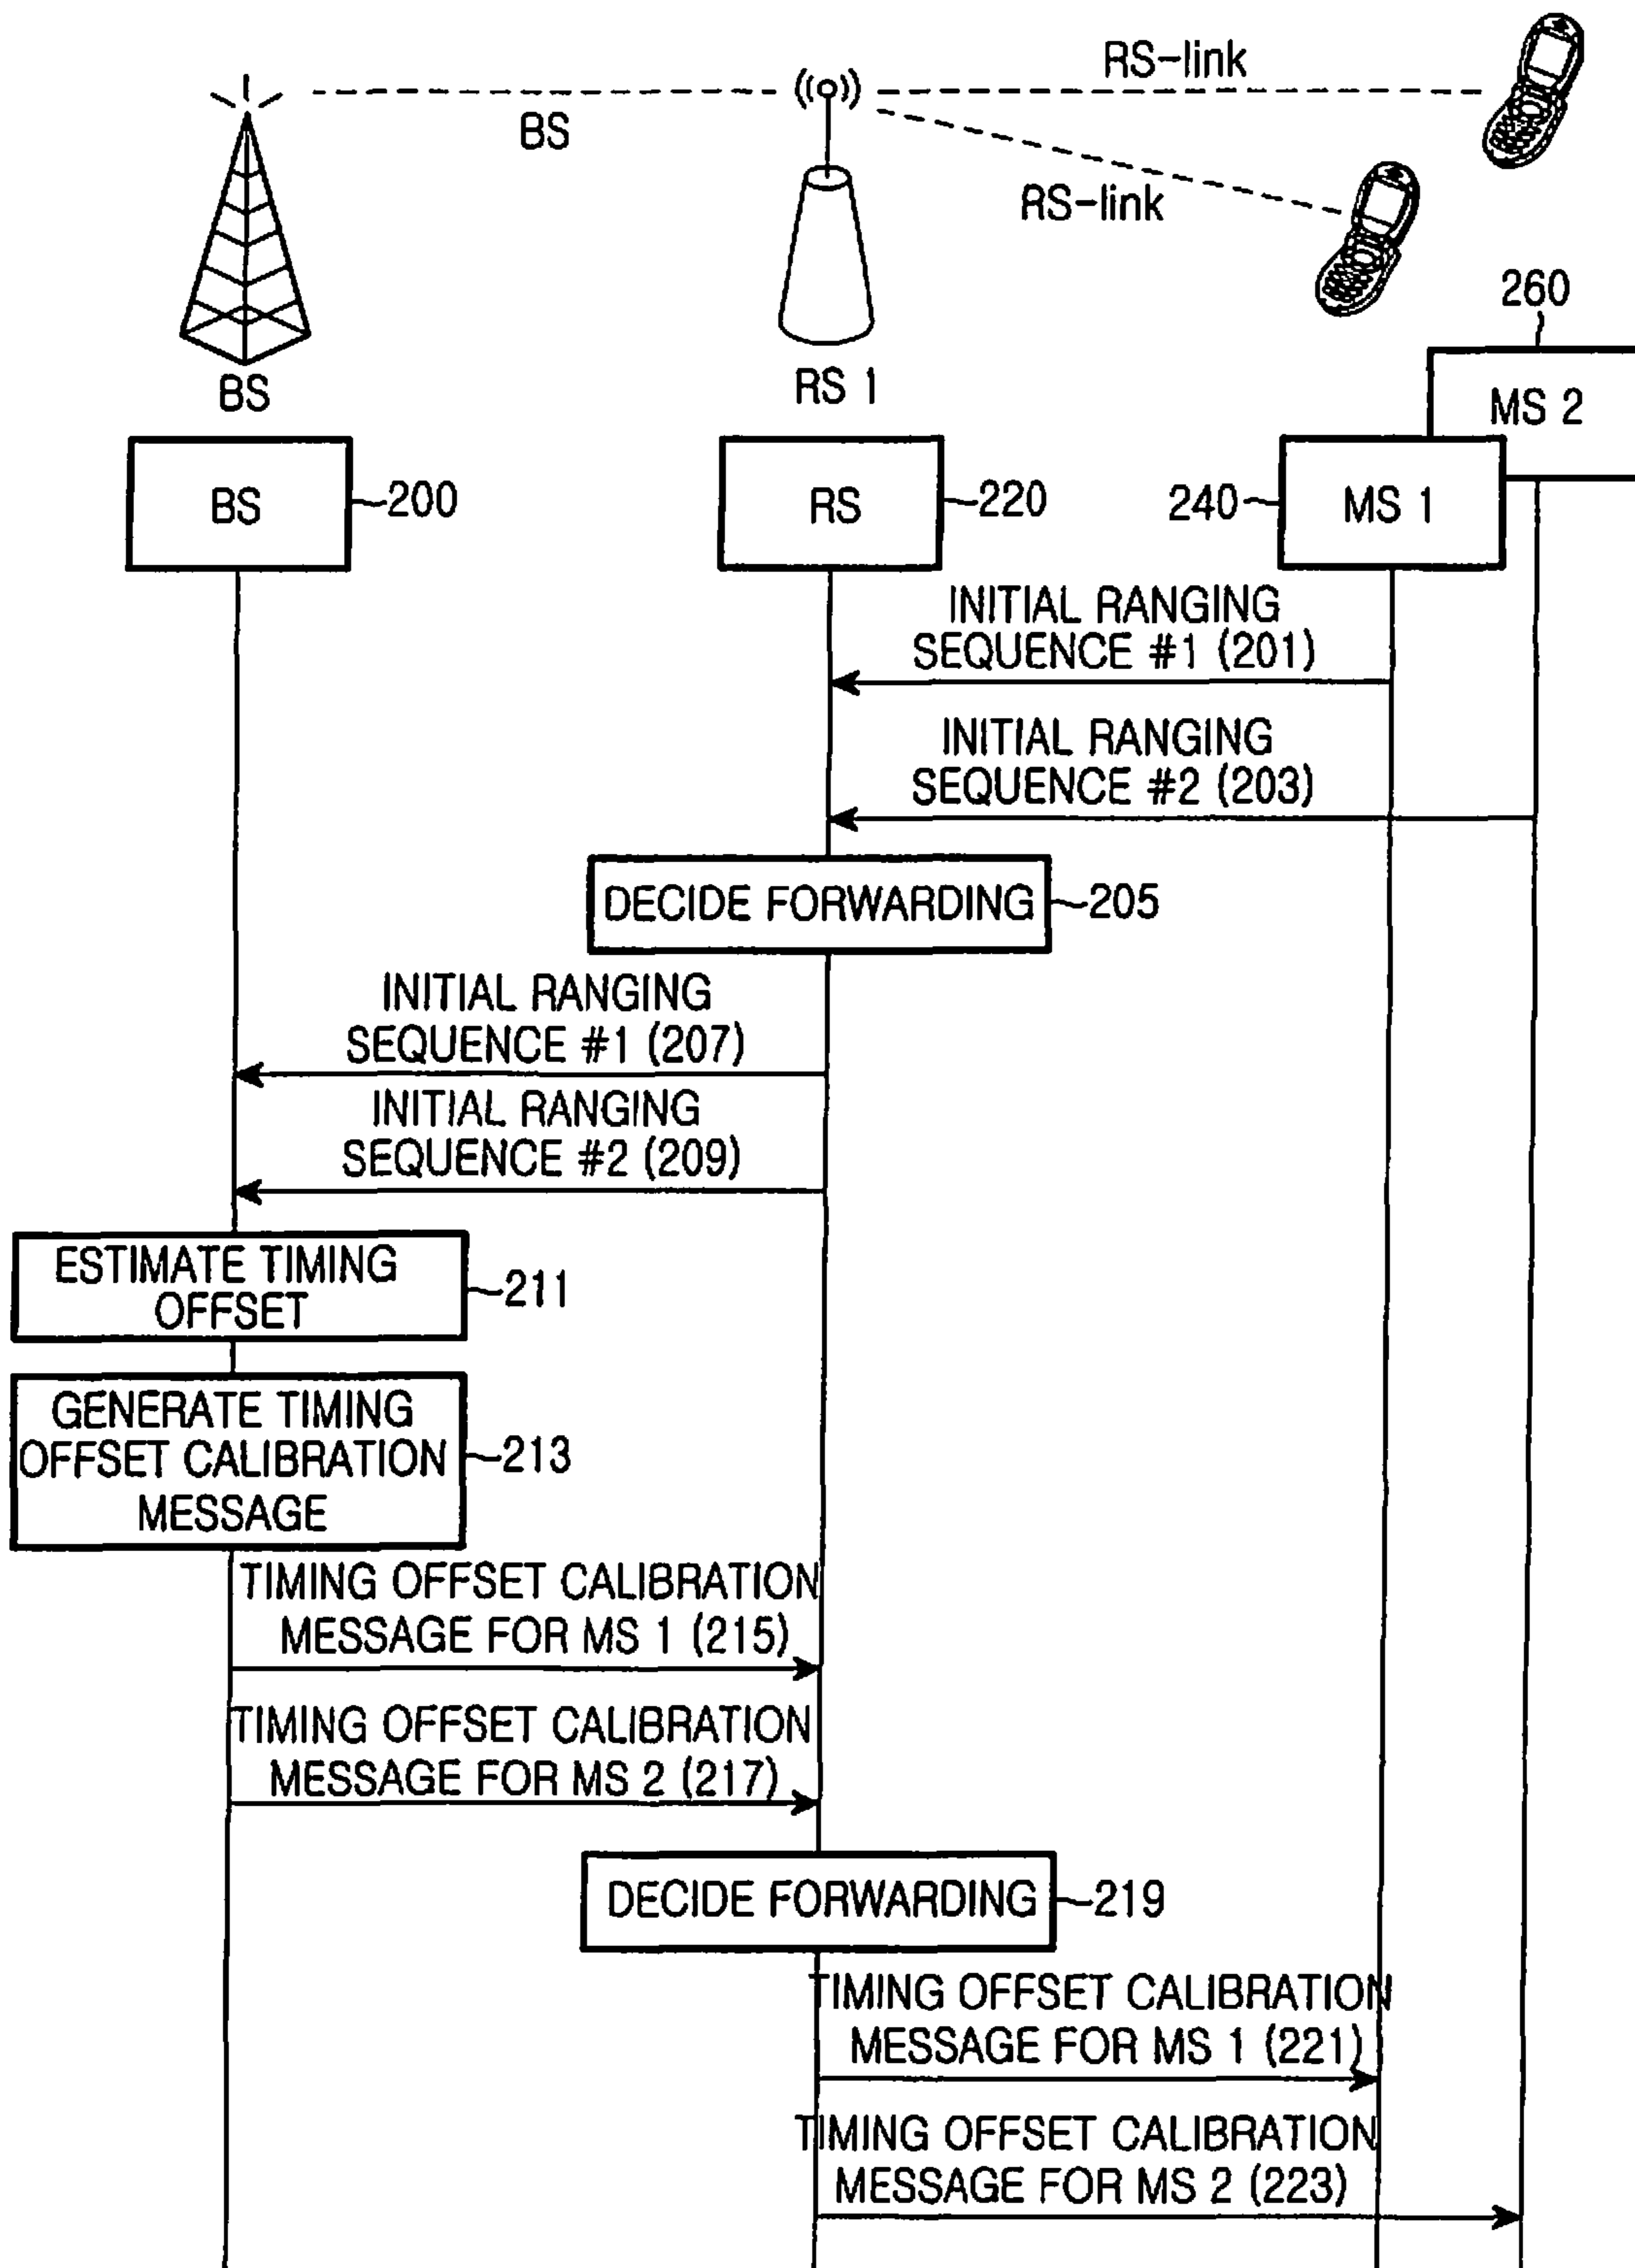 RS-link
BS
RS-link
260
BS
RS 1
MS 2
BS
200
RS
220
240
MS 1
INITIAL RANGING
SEQUENCE #1 (201)
INITIAL RANGING
SEQUENCE #2 (203)
DECIDE FORWARDING
205
INITIAL RANGING
SEQUENCE #1 (207)
INITIAL RANGING
SEQUENCE #2 (209)
ESTIMATE TIMING
OFFSET
211
GENERATE TIMING
OFFSET CALIBRATION
MESSAGE
213
TIMING OFFSET CALIBRATION
MESSAGE FOR MS 1 (215)
TIMING OFFSET CALIBRATION
MESSAGE FOR MS 2 (217)
DECIDE FORWARDING
219
TIMING OFFSET CALIBRATION
MESSAGE FOR MS 1 (221)
TIMING OFFSET CALIBRATION
MESSAGE FOR MS 2 (223)